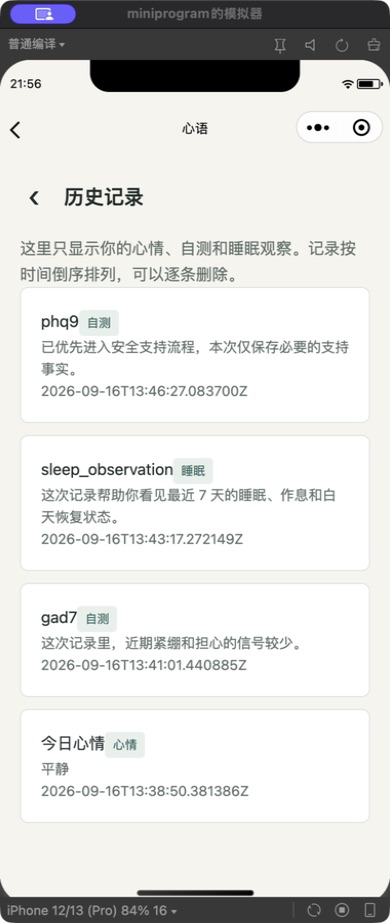 miniprogram的模拟器
普通编译
21:56
心语
历史记录
这里只显示你的心情、自测和睡眠观察。记录按
时间倒序排列，可以逐条删除。
phq9 自测
已优先进入安全支持流程，本次仅保存必要的支持
事实。
2026-09-16T13:46:27.083700Z
sleep_observation 睡眠
这次记录帮助你看见最近 7 天的睡眠、作息和白
天恢复状态。
2026-09-16T13:43:17.272149Z
gad7 自测
这次记录里，近期紧绷和担心的信号较少。
2026-09-16T13:41:01.440885Z
今日心情 心情
平静
2026-09-16T13:38:50.381386Z
iPhone 12/13 (Pro) 84% 16